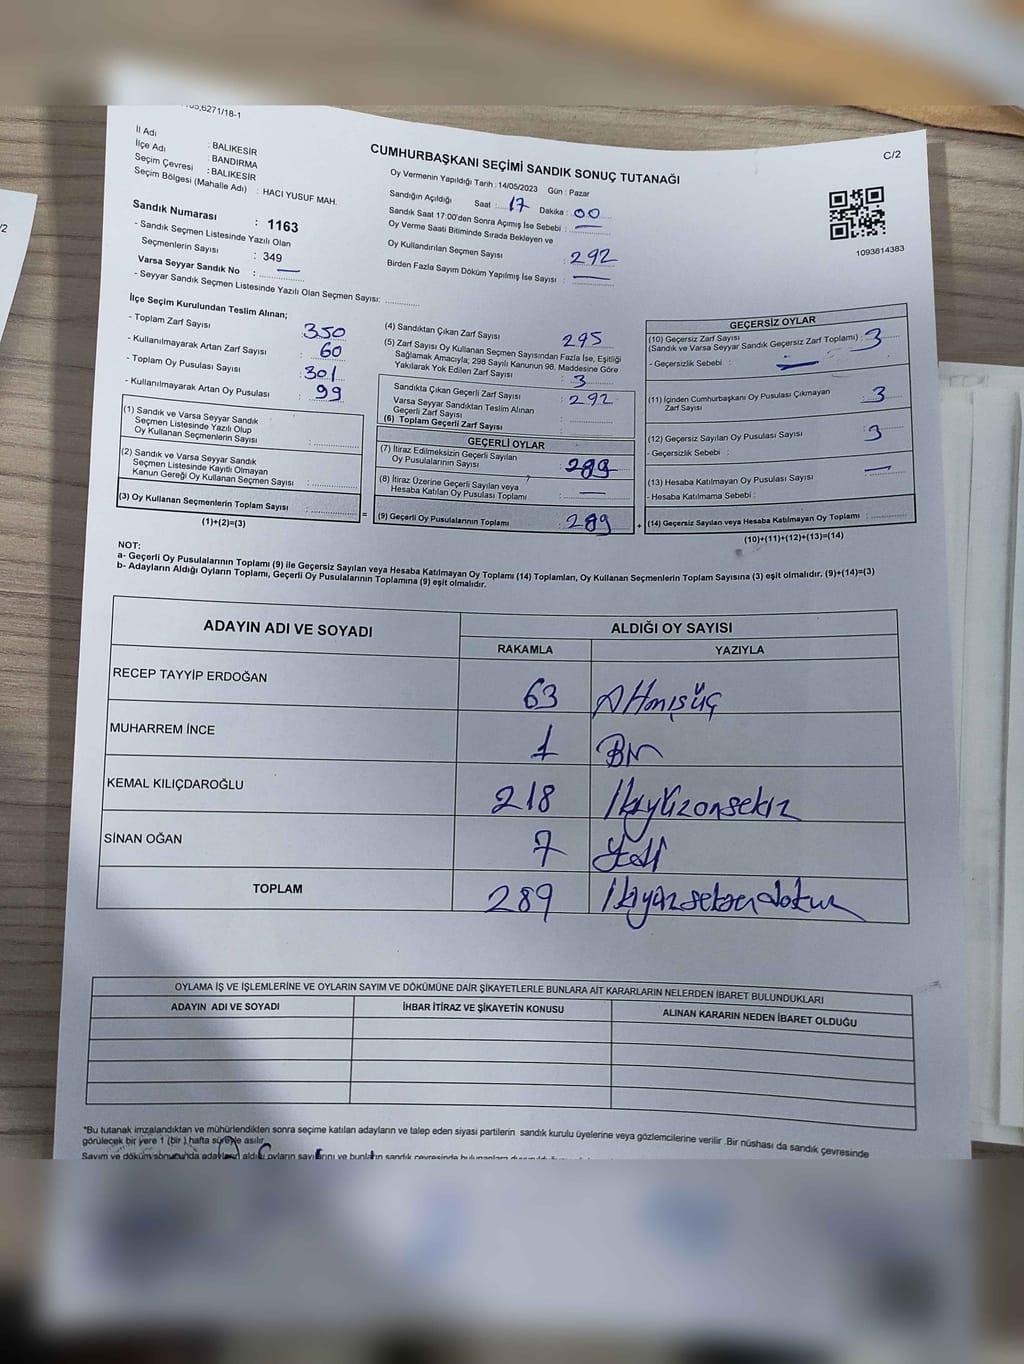 6271/18-1
C/2
İl Adı : BALIKESİR
İlçe Adı : BANDIRMA
Seçim Çevresi : BALIKESİR
Seçim Bölgesi (Mahalle Adı) : HACI YUSUF MAH.
CUMHURBAŞKANI SEÇİMİ SANDIK SONUÇ TUTANAĞI
Oy Vermenin Yapıldığı Tarih : 14/05/2023 Gün : Pazar
Sandığın Açıldığı Saat : 17 Dakika : 00
Sandık Saat 17:00'den Sonra Açımış İse Sebebi : —
Oy Verme Saati Bitiminde Sırada Bekleyen ve
Oy Kullandırılan Seçmen Sayısı : 292
Birden Fazla Sayım Döküm Yapılmış İse Sayısı : —
1093814383
Sandık Numarası : 1163
- Sandık Seçmen Listesinde Yazılı Olan
Seçmenlerin Sayısı : 349
Varsa Seyyar Sandık No : —
- Seyyar Sandık Seçmen Listesinde Yazılı Olan Seçmen Sayısı: ..............
İlçe Seçim Kurulundan Teslim Alınan;
- Toplam Zarf Sayısı : 350
- Kullanılmayarak Artan Zarf Sayısı : 60
- Toplam Oy Pusulası Sayısı : 301
- Kullanılmayarak Artan Oy Pusulası : 99
(1) Sandık ve Varsa Seyyar Sandık
Seçmen Listesinde Yazılı Olup
Oy Kullanan Seçmenlerin Sayısı :
(2) Sandık ve Varsa Seyyar Sandık
Seçmen Listesinde Kayıtlı Olmayan
Kanun Gereği Oy Kullanan Seçmen Sayısı :
(3) Oy Kullanan Seçmenlerin Toplam Sayısı :
(1)+(2)=(3)
=
(4) Sandıktan Çıkan Zarf Sayısı : 295
(5) Zarf Sayısı Oy Kullanan Seçmen Sayısından Fazla İse, Eşitliği
Sağlamak Amacıyla; 298 Sayılı Kanunun 98. Maddesine Göre
Yakılarak Yok Edilen Zarf Sayısı : 3
Sandıkta Çıkan Geçerli Zarf Sayısı : 292
Varsa Seyyar Sandıktan Teslim Alınan
Geçerli Zarf Sayısı :
(6) Toplam Geçerli Zarf Sayısı :
GEÇERLİ OYLAR
(7) İtiraz Edilmeksizin Geçerli Sayılan
Oy Pusulalarının Sayısı : 289
(8) İtiraz Üzerine Geçerli Sayılan veya
Hesaba Katılan Oy Pusulası Toplamı : —
(9) Geçerli Oy Pusulalarının Toplamı : 289
+
GEÇERSİZ OYLAR
(10) Geçersiz Zarf Sayısı
(Sandık ve Varsa Seyyar Sandık Geçersiz Zarf Toplamı) : 3
- Geçersizlik Sebebi : —
(11) İçinden Cumhurbaşkanı Oy Pusulası Çıkmayan
Zarf Sayısı : 3
(12) Geçersiz Sayılan Oy Pusulası Sayısı : 3
- Geçersizlik Sebebi :
(13) Hesaba Katılmayan Oy Pusulası Sayısı : —
- Hesaba Katılmama Sebebi :
(14) Geçersiz Sayılan veya Hesaba Katılmayan Oy Toplamı :
(10)+(11)+(12)+(13)=(14)
NOT:
a- Geçerli Oy Pusulalarının Toplamı (9) ile Geçersiz Sayılan veya Hesaba Katılmayan Oy Toplamı (14) Toplamları, Oy Kullanan Seçmenlerin Toplam Sayısına (3) eşit olmalıdır. (9)+(14)=(3)
b- Adayların Aldığı Oyların Toplamı, Geçerli Oy Pusulalarının Toplamına (9) eşit olmalıdır.
ADAYIN ADI VE SOYADI ALDIĞI OY SAYISI
RAKAMLA YAZIYLA
RECEP TAYYİP ERDOĞAN 63 Altmışüç
MUHARREM İNCE 1 Bir
KEMAL KILIÇDAROĞLU 218 İkiyüzonsekiz
SİNAN OĞAN 7 Yedi
TOPLAM 289 İkiyüzseksendokuz
OYLAMA İŞ VE İŞLEMLERİNE VE OYLARIN SAYIM VE DÖKÜMÜNE DAİR ŞİKAYETLERLE BUNLARA AİT KARARLARIN NELERDEN İBARET BULUNDUKLARI
ADAYIN ADI VE SOYADI İHBAR İTİRAZ VE ŞİKAYETİN KONUSU ALINAN KARARIN NEDEN İBARET OLDUĞU
*Bu tutanak imzalandıktan ve mühürlendikten sonra seçime katılan adayların ve talep eden siyasi partilerin sandık kurulu üyelerine veya gözlemcilerine verilir .Bir nüshası da sandık çevresinde
görülecek bir yere 1 (bir ) hafta süreyle asılır.
Sayım ve döküm sonucunda adayların aldığı oyların sayılarını ve bunların sandık çevresinde